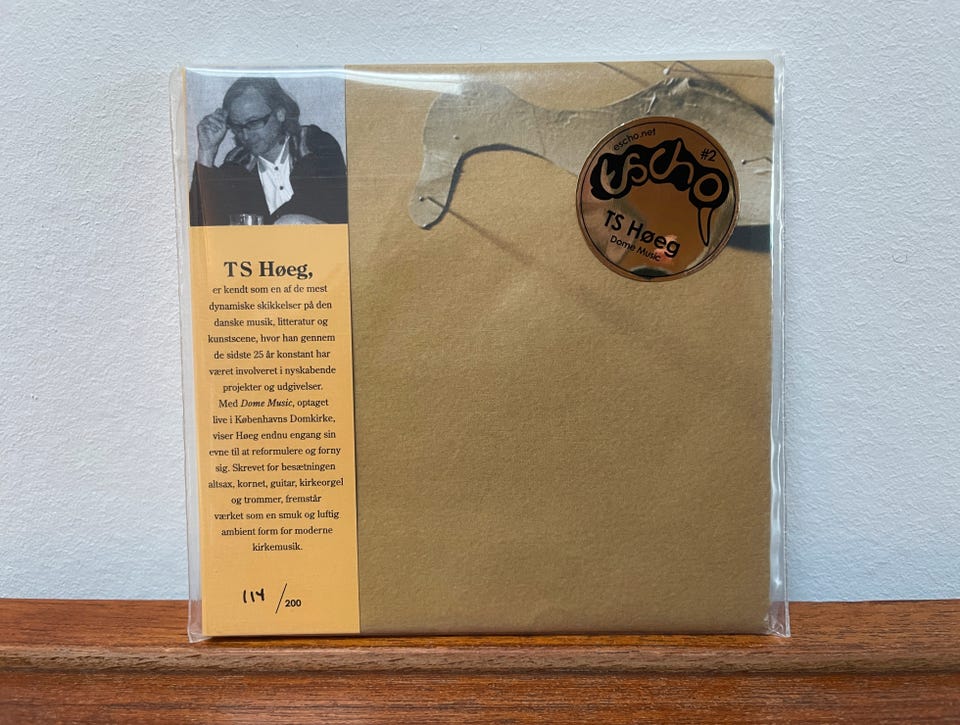 TS Høeg,
er kendt som en af de mest
dynamiske skikkelser på den
danske musik, litteratur og
kunstscene, hvor han gennem
de sidste 25 år konstant har
været involveret i nyskabende
projekter og udgivelser.
Med Dome Music, optaget
live i Københavns Domkirke,
viser Høeg endnu engang sin
evne til at reformulere og forny
sig. Skrevet for besætningen
altsax, kornet, guitar, kirkeorgel
og trommer, fremstår
værket som en smuk og luftig
ambient form for moderne
kirkemusik.
114 /200
escho.net
#2
escho
TS Høeg
Dome Music